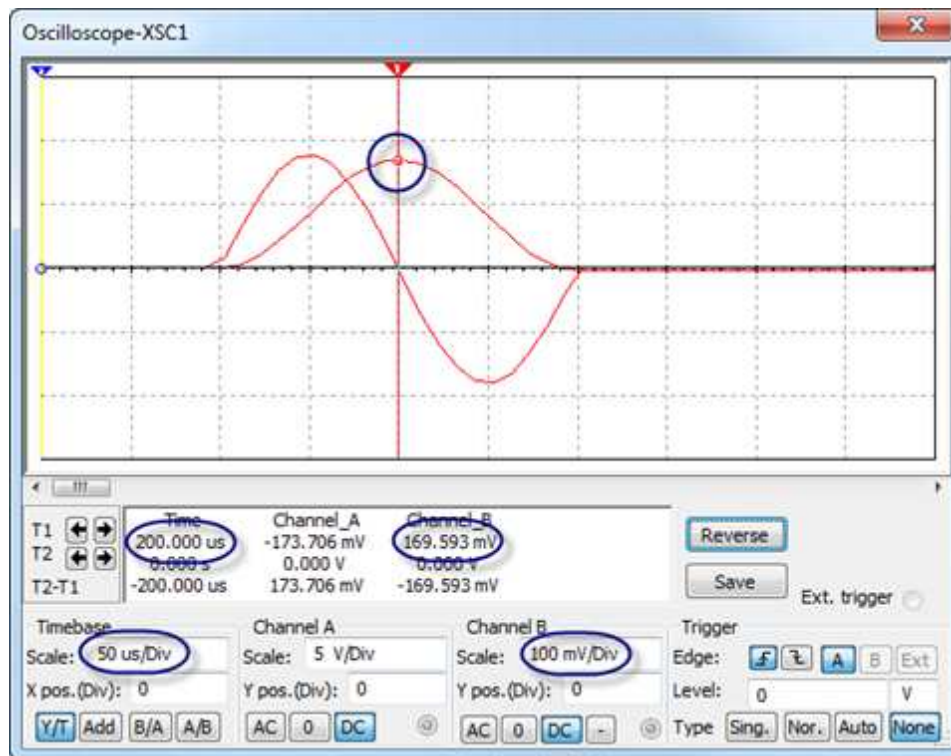 Oscilloscope-XSC1
Time Channel_A Channel_B
T1 200.000 us -173.706 mV 169.593 mV
T2 0.000 s 0.000 V 0.000 V
T2-T1 -200.000 us 173.706 mV -169.593 mV
Reverse
Save
Ext. trigger
Timebase
Scale: 50 us/Div
X pos.(Div): 0
Y/T Add B/A A/B
Channel A
Scale: 5 V/Div
Y pos.(Div): 0
AC 0 DC
Channel B
Scale: 100 mV/Div
Y pos.(Div): 0
AC 0 DC -
Trigger
Edge: A B Ext
Level: 0 V
Type Sing. Nor. Auto None